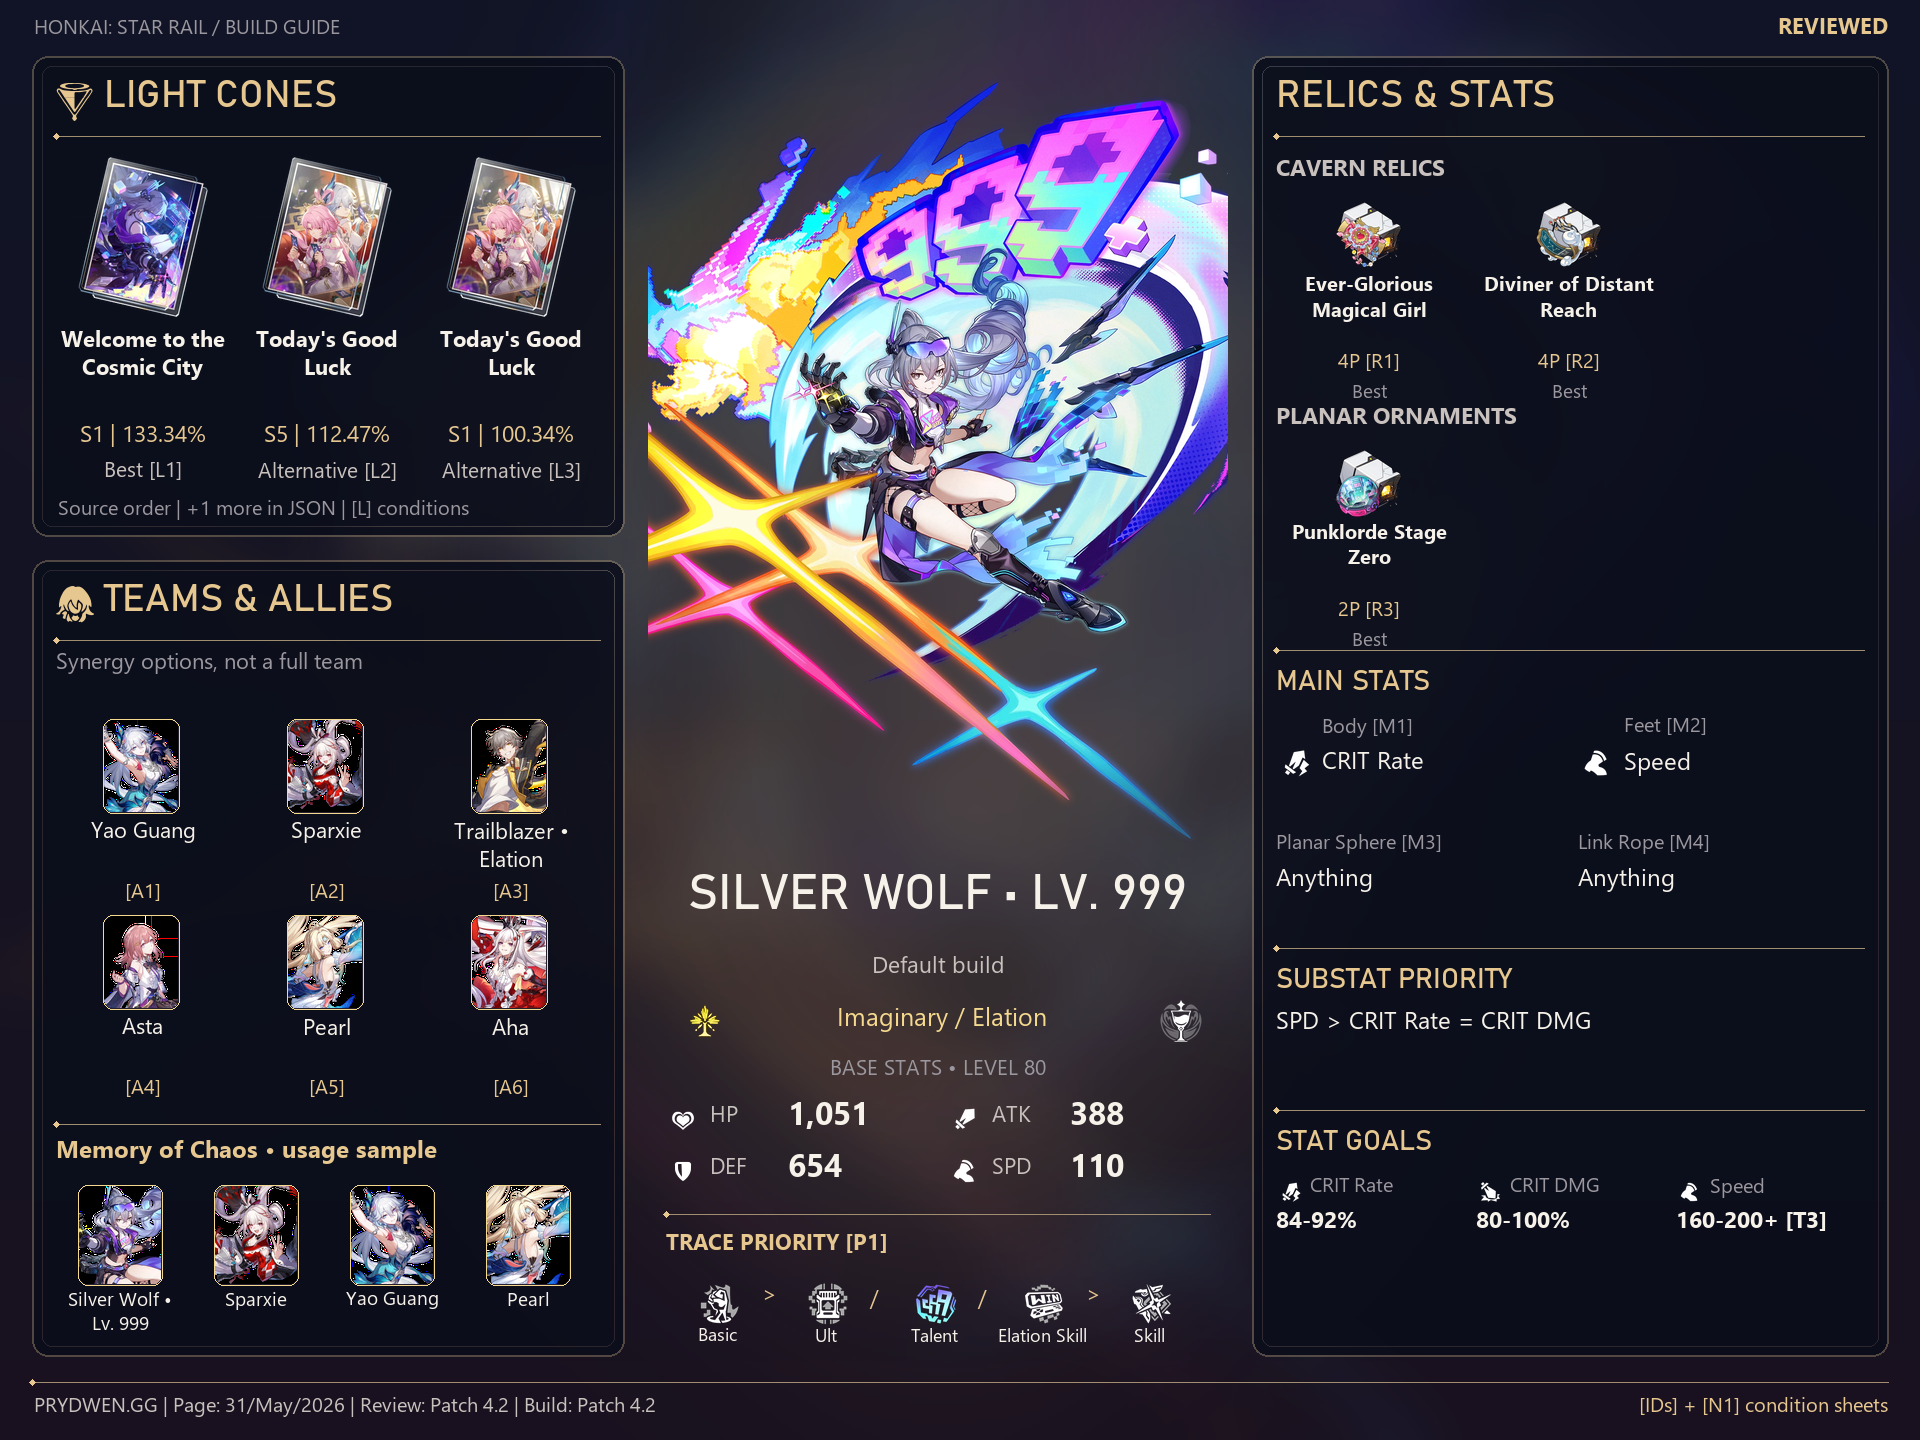 HONKAI: STAR RAIL / BUILD GUIDE
REVIEWED
LIGHT CONES
Welcome to the
Cosmic City
S1 | 133.34%
Best [L1]
Today's Good
Luck
S5 | 112.47%
Alternative [L2]
Today's Good
Luck
S1 | 100.34%
Alternative [L3]
Source order | +1 more in JSON | [L] conditions
TEAMS & ALLIES
Synergy options, not a full team
Yao Guang
[A1]
Sparxie
[A2]
Trailblazer •
Elation
[A3]
Asta
[A4]
Pearl
[A5]
Aha
[A6]
Memory of Chaos • usage sample
Silver Wolf •
Lv. 999
Sparxie
Yao Guang
Pearl
999
SILVER WOLF • LV. 999
Default build
Imaginary / Elation
BASE STATS • LEVEL 80
HP 1,051
ATK 388
DEF 654
SPD 110
TRACE PRIORITY [P1]
> / / >
Basic Ult Talent Elation Skill Skill
RELICS & STATS
CAVERN RELICS
Ever-Glorious
Magical Girl
4P [R1]
Best
Diviner of Distant
Reach
4P [R2]
Best
PLANAR ORNAMENTS
Punklorde Stage
Zero
2P [R3]
Best
MAIN STATS
Body [M1]
CRIT Rate
Feet [M2]
Speed
Planar Sphere [M3]
Anything
Link Rope [M4]
Anything
SUBSTAT PRIORITY
SPD > CRIT Rate = CRIT DMG
STAT GOALS
CRIT Rate
84-92%
CRIT DMG
80-100%
Speed
160-200+ [T3]
PRYDWEN.GG | Page: 31/May/2026 | Review: Patch 4.2 | Build: Patch 4.2
[IDs] + [N1] condition sheets